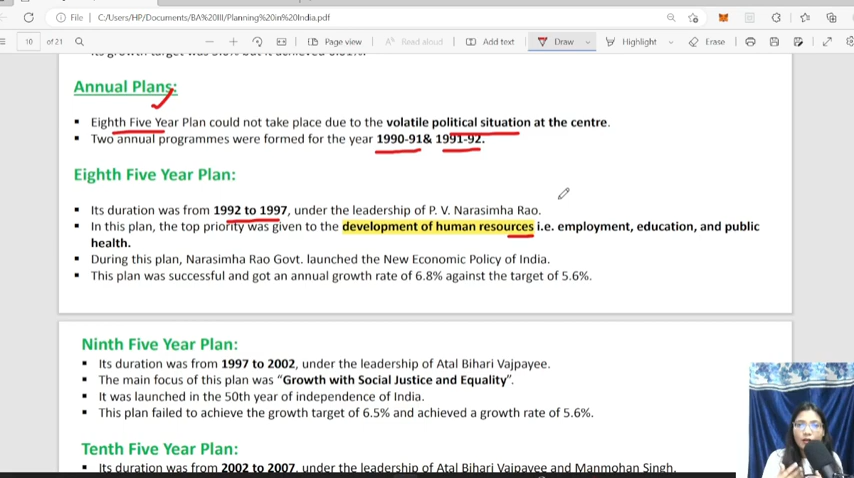 File | C:/Users/HP/Documents/BA%20III/Planning%20in%20India.pdf
10 of 21 Page view Read aloud Add text Draw Highlight Erase
Annual Plans:
▪ Eighth Five Year Plan could not take place due to the volatile political situation at the centre.
▪ Two annual programmes were formed for the year 1990-91& 1991-92.
Eighth Five Year Plan:
▪ Its duration was from 1992 to 1997, under the leadership of P. V. Narasimha Rao.
▪ In this plan, the top priority was given to the development of human resources i.e. employment, education, and public
health.
▪ During this plan, Narasimha Rao Govt. launched the New Economic Policy of India.
▪ This plan was successful and got an annual growth rate of 6.8% against the target of 5.6%.
Ninth Five Year Plan:
▪ Its duration was from 1997 to 2002, under the leadership of Atal Bihari Vajpayee.
▪ The main focus of this plan was “Growth with Social Justice and Equality”.
▪ It was launched in the 50th year of independence of India.
▪ This plan failed to achieve the growth target of 6.5% and achieved a growth rate of 5.6%.
Tenth Five Year Plan:
▪ Its duration was from 2002 to 2007, under the leadership of Atal Bihari Vajpayee and Manmohan Singh.